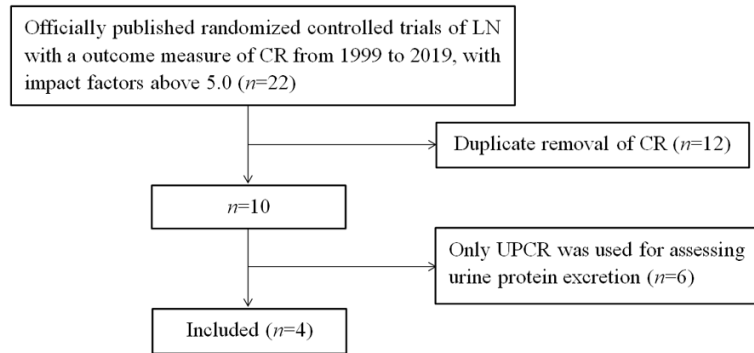 Officially published randomized controlled trials of LN
with a outcome measure of CR from 1999 to 2019, with
impact factors above 5.0 (n=22)
Duplicate removal of CR (n=12)
n=10
Only UPCR was used for assessing
urine protein excretion (n=6)
Included (n=4)